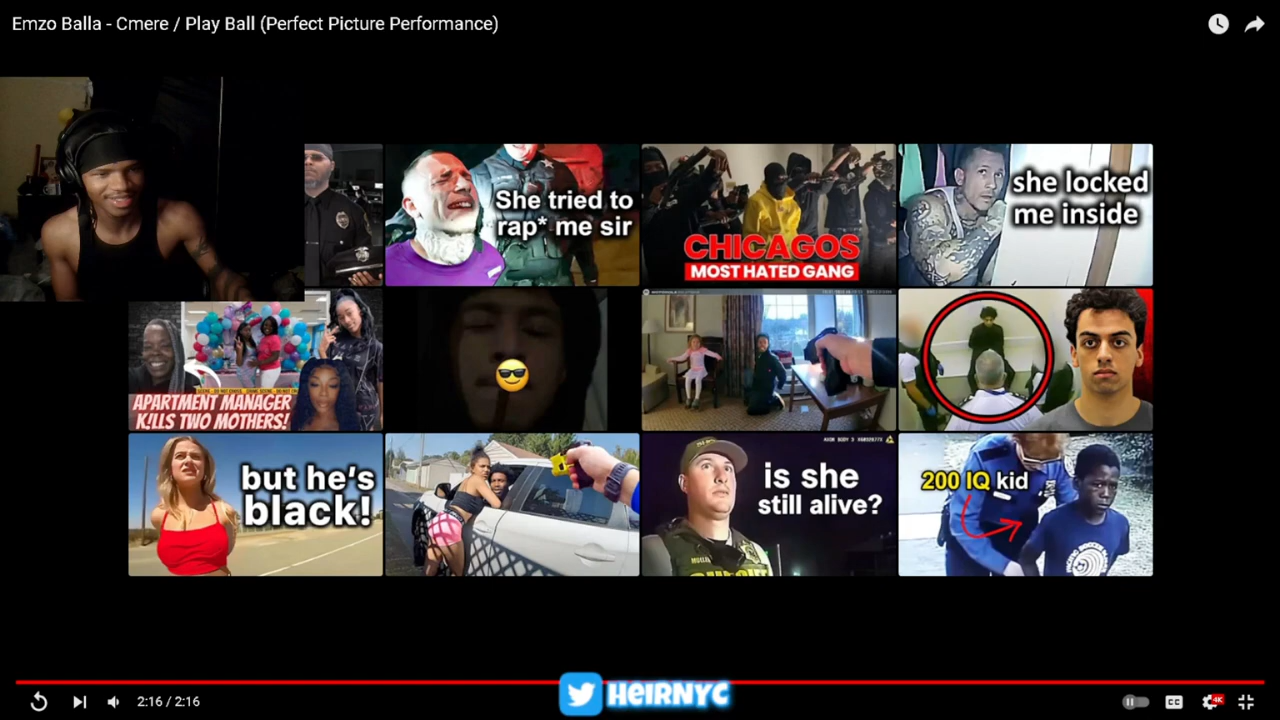 Emzo Balla - Cmere / Play Ball (Perfect Picture Performance)
She tried to
rap* me sir
CHICAGOS
MOST HATED GANG
she locked
me inside
APARTMENT MANAGER
K!LLS TWO MOTHERS!
but he's
black!
is she
still alive?
200 IQ kid
2:16 / 2:16
HEIRNYC
CC
4K